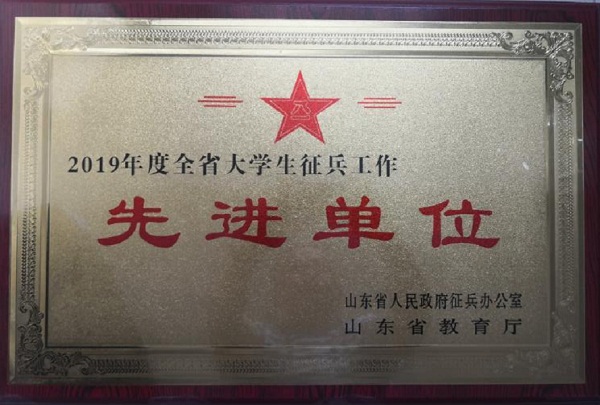 2019年度全省大学生征兵工作
先进单位
山东省人民政府征兵办公室
山东省教育厅